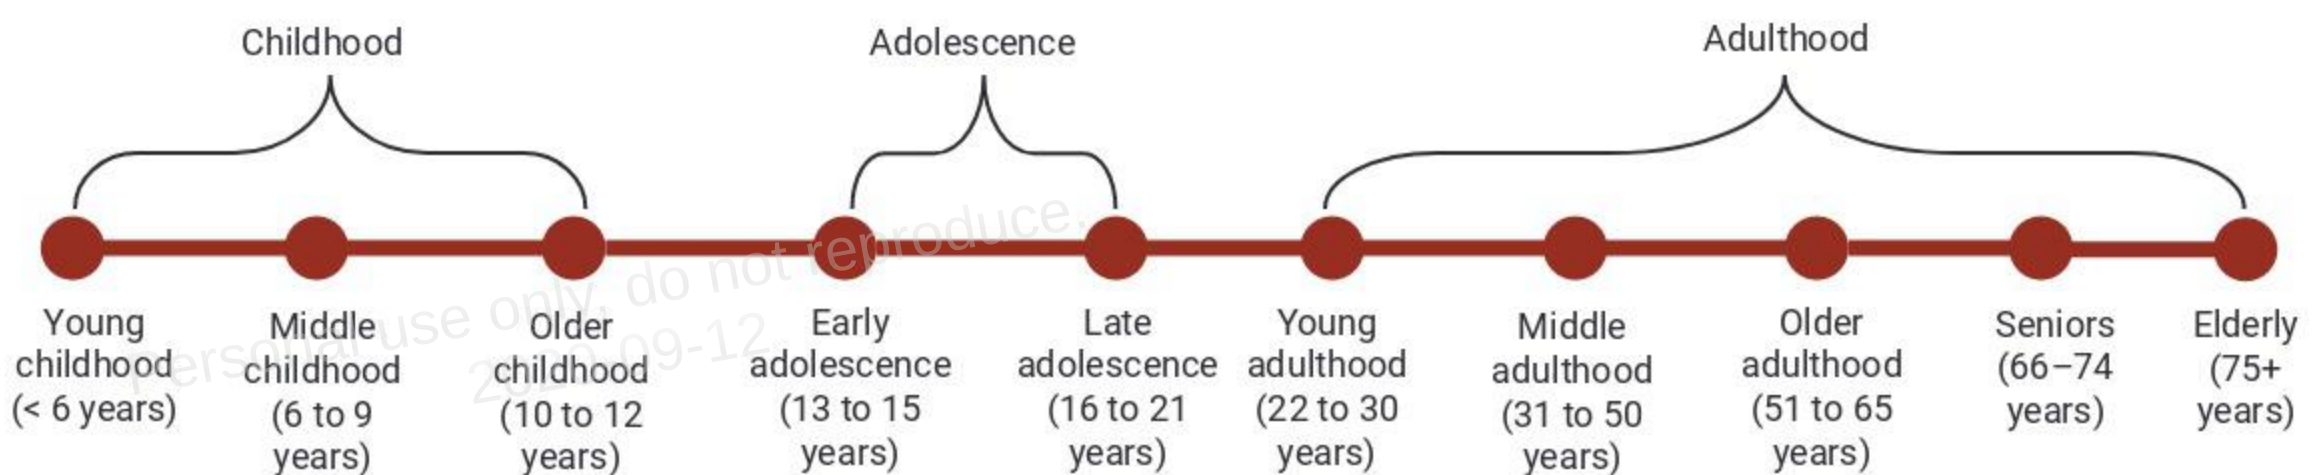 Childhood
Adolescence
Adulthood
Young
childhood
(< 6 years)
Middle
childhood
(6 to 9
years)
Older
childhood
(10 to 12
years)
Early
adolescence
(13 to 15
years)
Late
adolescence
(16 to 21
years)
Young
adulthood
(22 to 30
years)
Middle
adulthood
(31 to 50
years)
Older
adulthood
(51 to 65
years)
Seniors
(66–74
years)
Elderly
(75+
years)
Personal use only, do not reproduce.
2020-09-12